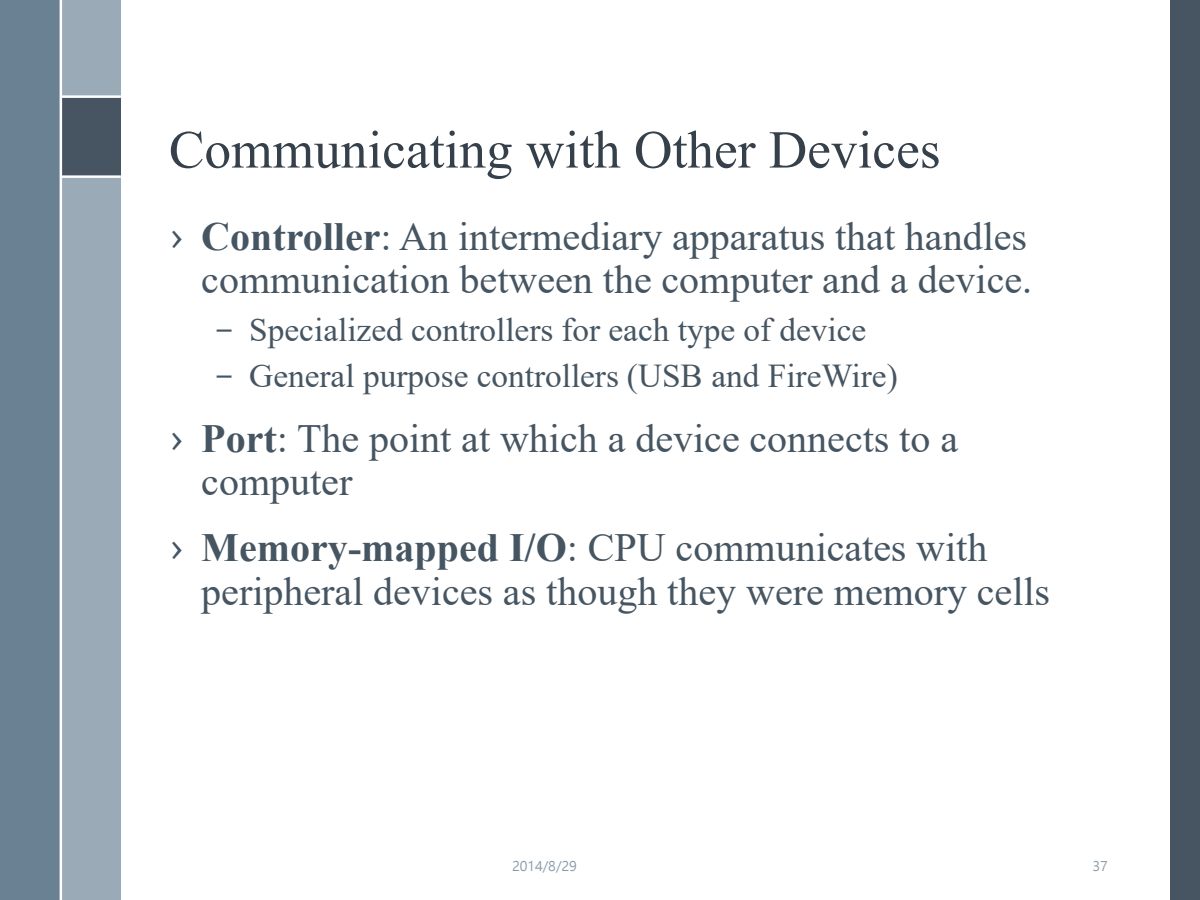 Communicating with Other Devices
› Controller: An intermediary apparatus that handles
communication between the computer and a device.
– Specialized controllers for each type of device
– General purpose controllers (USB and FireWire)
› Port: The point at which a device connects to a
computer
› Memory-mapped I/O: CPU communicates with
peripheral devices as though they were memory cells
2014/8/29
37